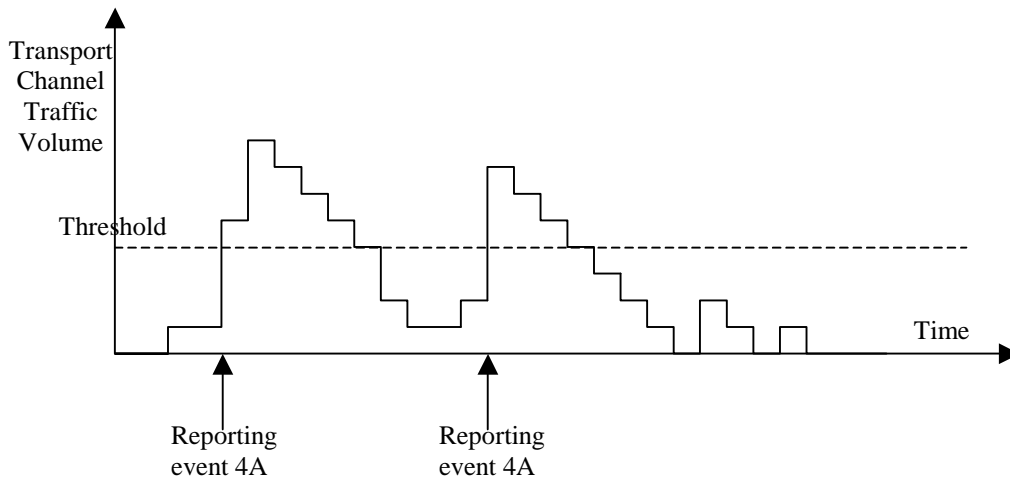 Transport
Channel
Traffic
Volume
Threshold
Time
Reporting
event 4A
Reporting
event 4A